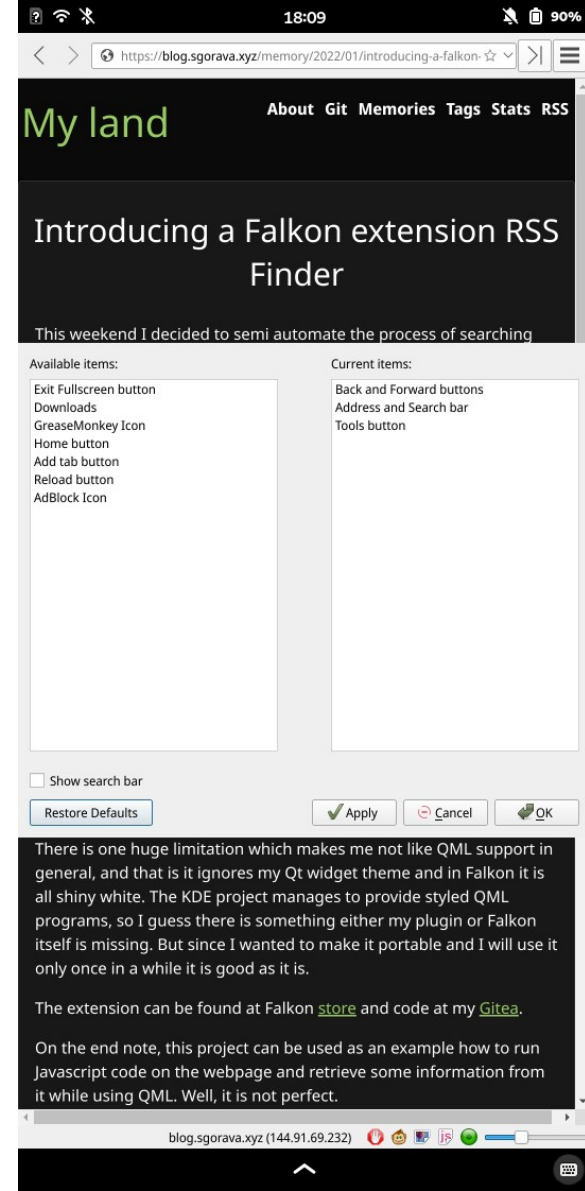 18:09
90%
https://blog.sgorava.xyz/memory/2022/01/introducing-a-falkon-
My land
About Git Memories Tags Stats RSS
Introducing a Falkon extension RSS
Finder
This weekend I decided to semi automate the process of searching
Available items:
Exit Fullscreen button
Downloads
GreaseMonkey Icon
Home button
Add tab button
Reload button
AdBlock Icon
Current items:
Back and Forward buttons
Address and Search bar
Tools button
Show search bar
Restore Defaults
Apply
Cancel
OK
There is one huge limitation which makes me not like QML support in
general, and that is it ignores my Qt widget theme and in Falkon it is
all shiny white. The KDE project manages to provide styled QML
programs, so I guess there is something either my plugin or Falkon
itself is missing. But since I wanted to make it portable and I will use it
only once in a while it is good as it is.
The extension can be found at Falkon store and code at my Gitea.
On the end note, this project can be used as an example how to run
Javascript code on the webpage and retrieve some information from
it while using QML. Well, it is not perfect.
blog.sgorava.xyz (144.91.69.232)
js